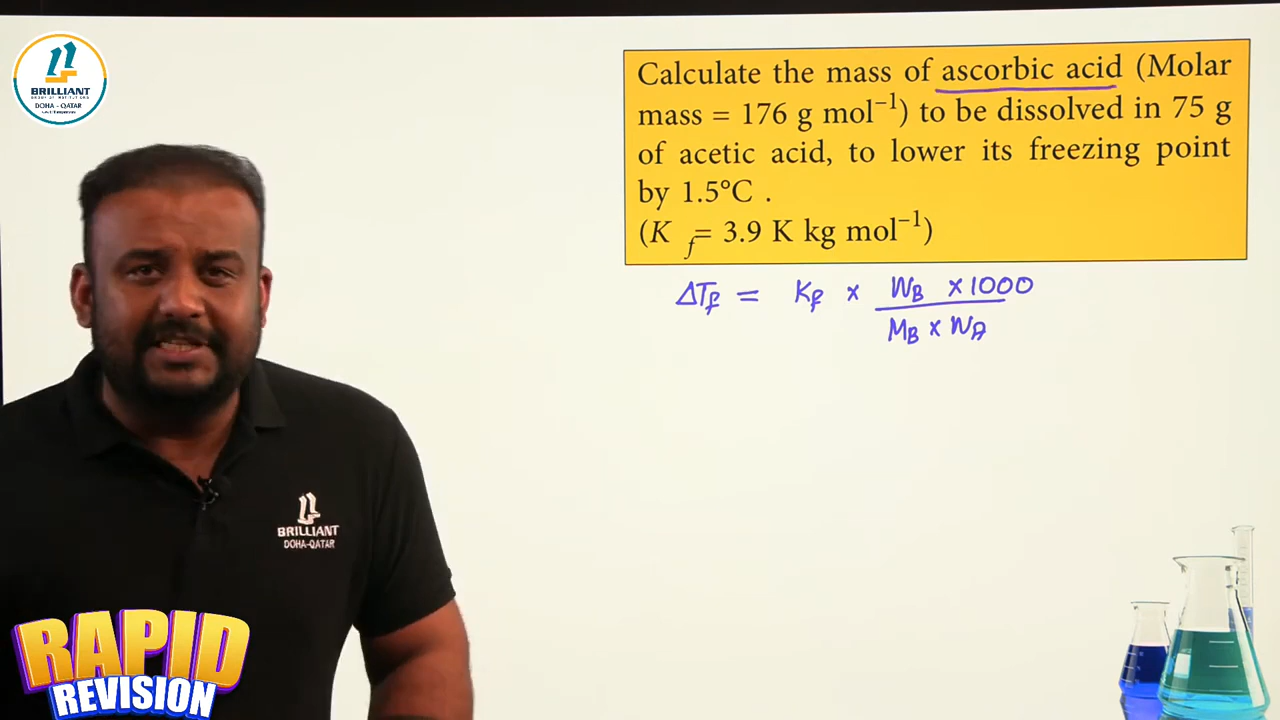 BRILLIANT
DOHA - QATAR
Calculate the mass of ascorbic acid (Molar
mass = 176 g mol⁻¹) to be dissolved in 75 g
of acetic acid, to lower its freezing point
by 1.5°C .
(K f= 3.9 K kg mol⁻¹)
ΔTf = Kf × WB ×1000
MB × WA
BRILLIANT
DOHA-QATAR
RAPID
REVISION